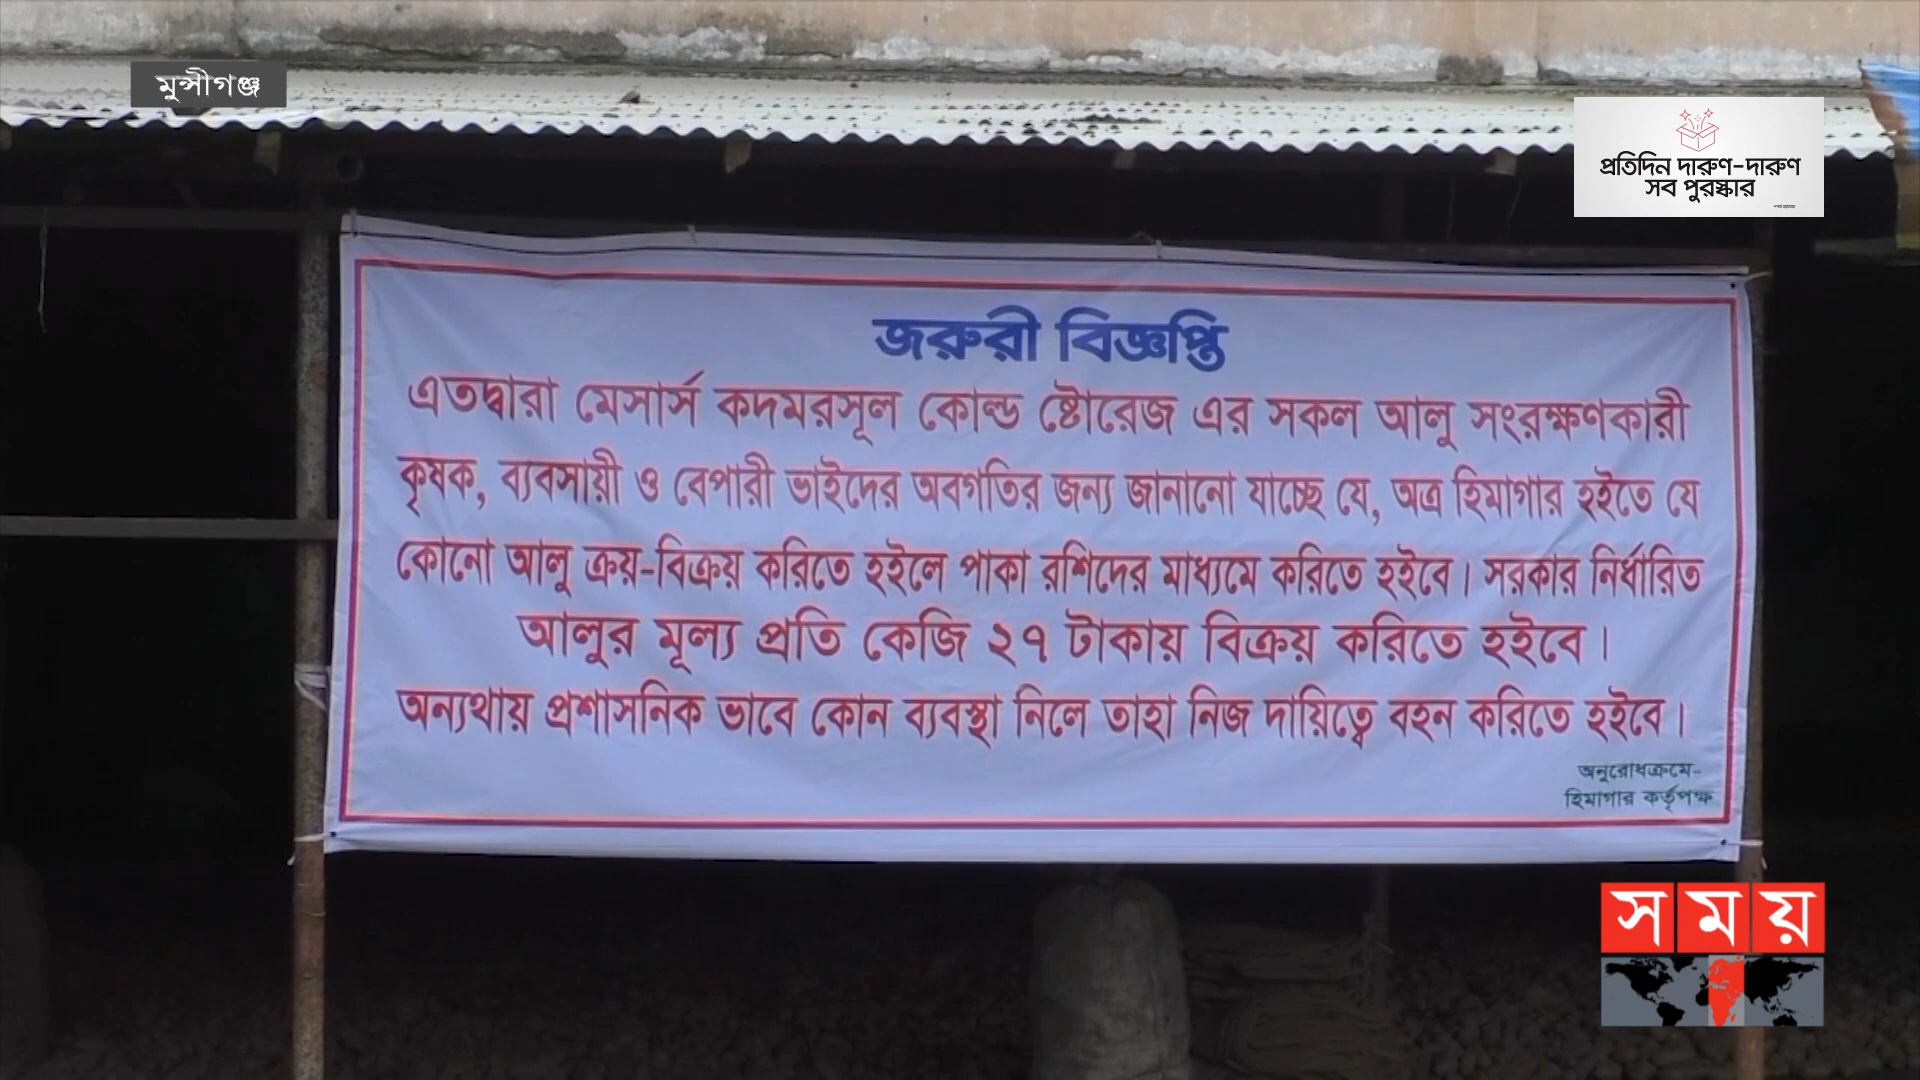 মুন্সীগঞ্জ
প্রতিদিন দারুণ-দারুণ
সব পুরস্কার
জরুরী বিজ্ঞপ্তি
এতদ্বারা মেসার্স কদমরসূল কোল্ড ষ্টোরেজ এর সকল আলু সংরক্ষণকারী
কৃষক, ব্যবসায়ী ও বেপারী ভাইদের অবগতির জন্য জানানো যাচ্ছে যে, অত্র হিমাগার হইতে যে
কোনো আলু ক্রয়-বিক্রয় করিতে হইলে পাকা রশিদের মাধ্যমে করিতে হইবে। সরকার নির্ধারিত
আলুর মূল্য প্রতি কেজি ২৭ টাকায় বিক্রয় করিতে হইবে।
অন্যথায় প্রশাসনিক ভাবে কোন ব্যবস্থা নিলে তাহা নিজ দায়িত্বে বহন করিতে হইবে।
অনুরোধক্রমে-
হিমাগার কর্তৃপক্ষ
সময়